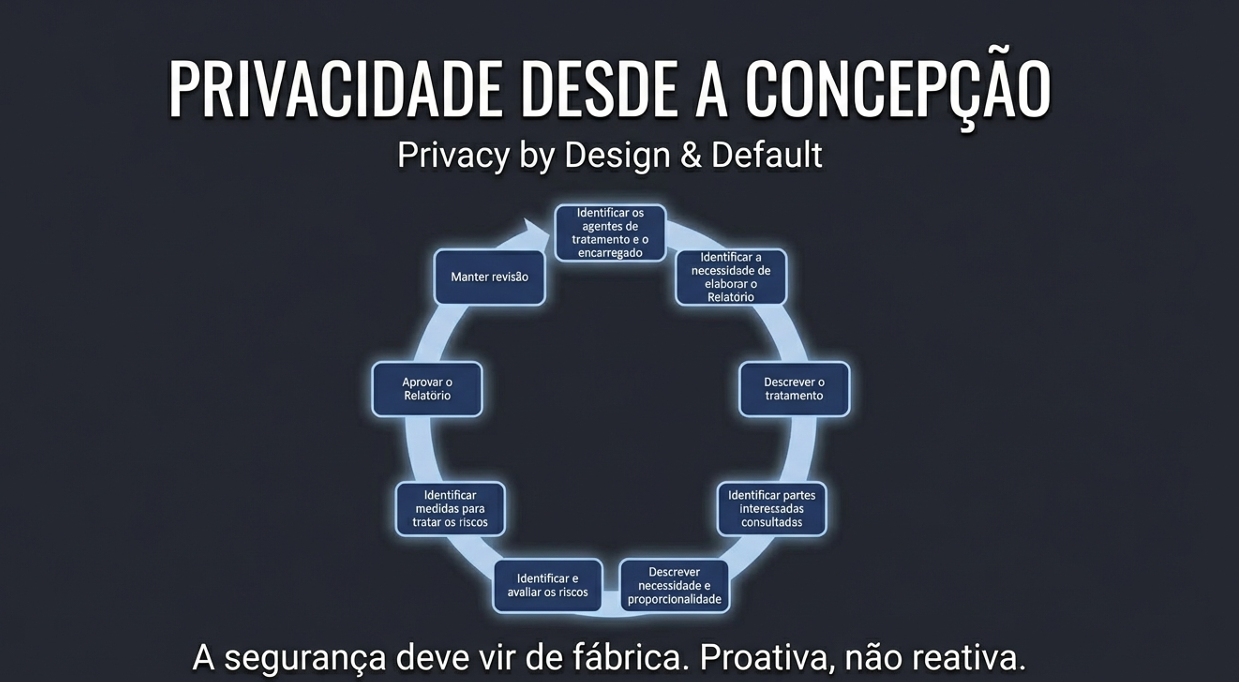 PRIVACIDADE DESDE A CONCEPÇÃO
Privacy by Design & Default
Identificar os
agentes de
tratamento e o
encarregado
Identificar a
necessidade de
elaborar o
Relatório
Descrever o
tratamento
Identificar partes
interessadas
consultadas
Descrever
necessidade e
proporcionalidade
Identificar e
avaliar os riscos
Identificar
medidas para
tratar os riscos
Aprovar o
Relatório
Manter revisão
A segurança deve vir de fábrica. Proativa, não reativa.